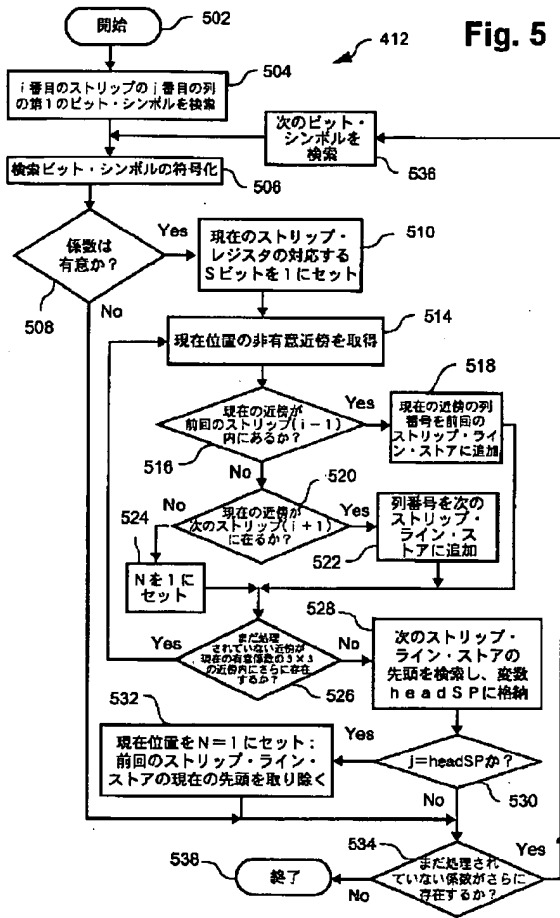 Fig. 5
412
開始
502
504
i番目のストリップのj番目の列
の第1のビット・シンボルを検索
次のビット・
シンボルを
検索
536
検索ビット・シンボルの符号化
506
係数は
有意か?
508
Yes
No
510
現在のストリップ・
レジスタの対応する
Sビットを1にセット
514
現在位置の非有意近傍を取得
現在の近傍が
前回のストリップ(i-1)
内にあるか?
516
Yes
No
518
現在の近傍の列
番号を前回の
ストリップ・ライ
ン・ストアに追加
520
現在の近傍が
次のストリップ(i+1)
に在るか?
No
Yes
列番号を次の
ストリップ・
ライン・ス
トアに追加
522
524
Nを1に
セット
まだ処理
されていない近傍が
現在の有意係数の3×3
の近傍内にさらに存在
するか?
526
Yes
No
528
次のストリップ・
ライン・ストアの
先頭を検索し、変数
headSPに格納
532
現在位置をN=1にセット:
前回のストリップ・ライン・
ストアの現在の先頭を取り除く
Yes
j=headSPか?
530
No
534
まだ処理され
ていない係数がさらに
存在するか?
Yes
No
538
終了